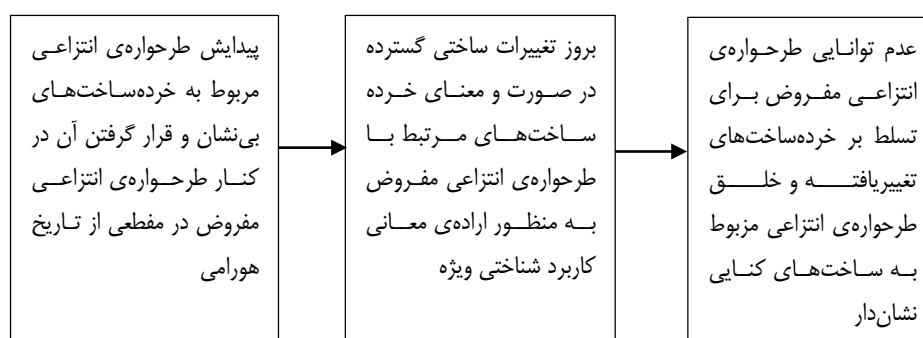 پیدایش طرحواره‌ی انتزاعی
مربوط به خرده‌ساخت‌های
بی‌نشان و قرار گرفتن آن در
کنار طرحواره‌ی انتزاعی
مفروض در مفطعی از تاریخ
هورامی
بروز تغییرات ساختی گسترده
در صورت و معنای خرده
ساخت‌های مرتبط با
طرحواره‌ی انتزاعی مفروض
به منظور اراده‌ی معانی
کاربرد شناختی ویژه
عدم توانایی طرحواره‌ی
انتزاعی مفروض برای
تسلط بر خرده‌ساخت‌های
تغییریافته و خلق
طرحواره‌ی انتزاعی مزبوط
به ساخت‌های کنایی
نشان‌دار